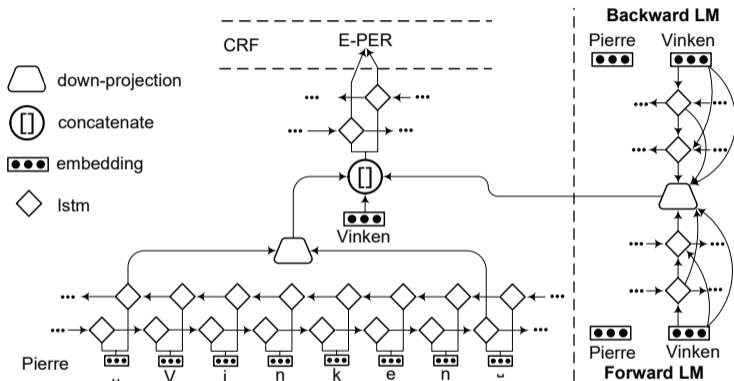 Backward LM
CRF
E-PER
Pierre
Vinken
down-projection
[]
concatenate
[]
embedding
lstm
Vinken
Pierre
␣ V i n k e n ␣
Pierre
Vinken
Forward LM